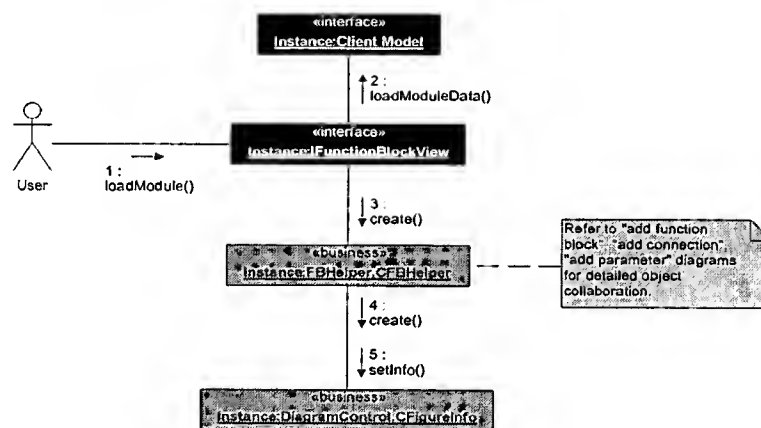 «interface»
Instance:Client Model
2 :
loadModuleData()
«interface»
Instance:IFunctionBlockView
1 :
loadModule()
User
3 :
create()
Refer to "add function
block" "add connection"
"add parameter" diagrams
for detailed object
collaboration.
«business»
Instance:FBHelper.CFBHelper
4 :
create()
5 :
setInfo()
«business»
Instance:DiagramControl.CFigureInfo